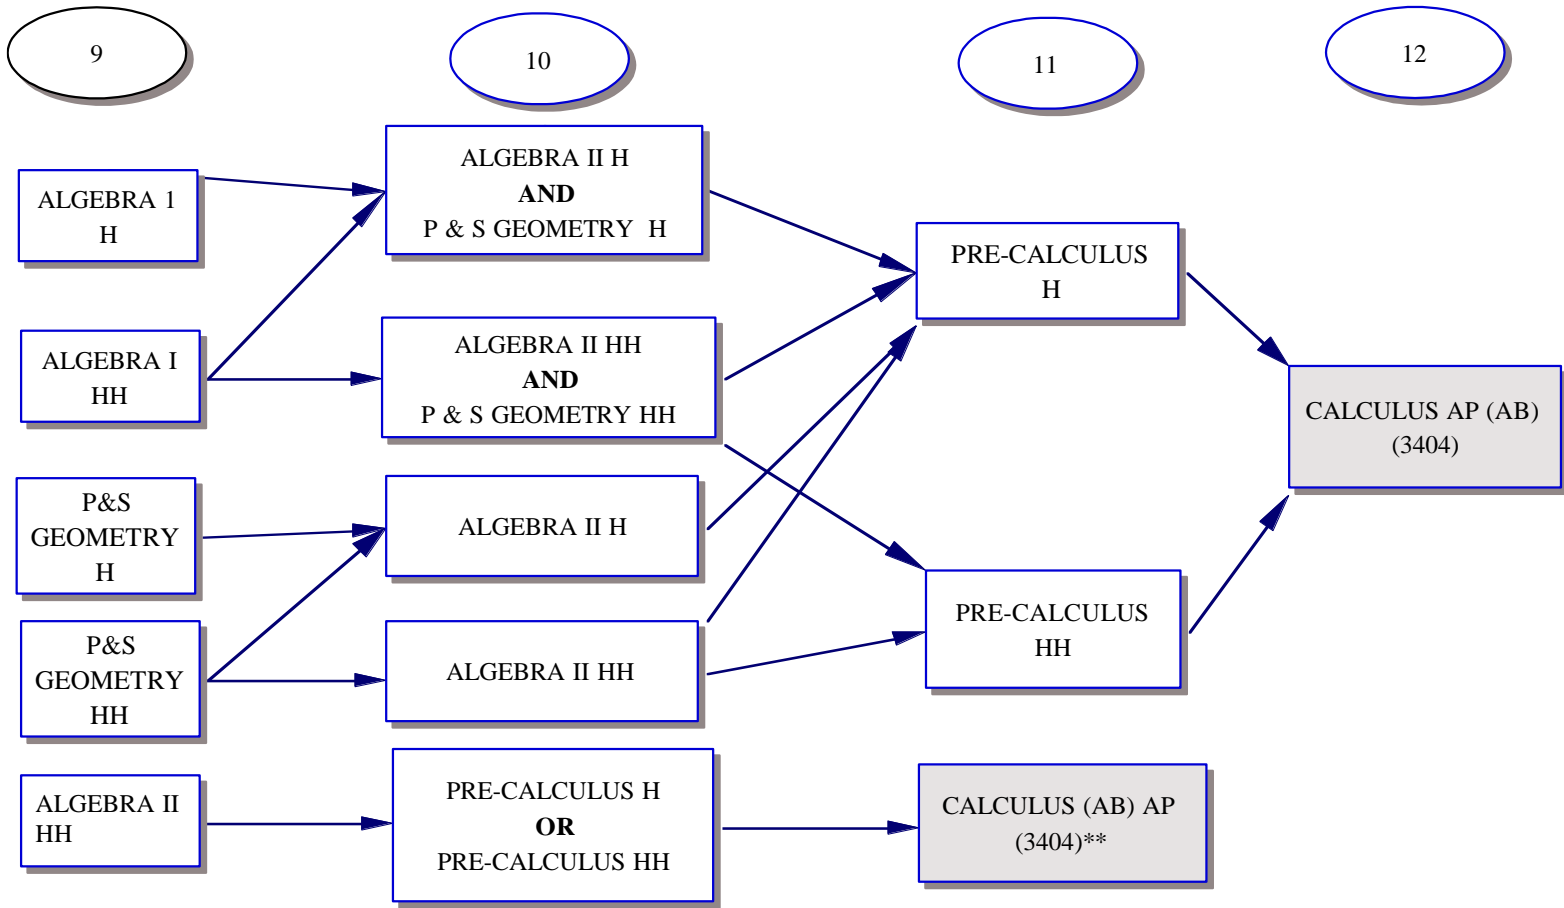 9
10
11
12
ALGEBRA 1
H
ALGEBRA I
HH
P&S
GEOMETRY
H
P&S
GEOMETRY
HH
ALGEBRA II
HH
ALGEBRA II H
AND
P & S GEOMETRY H
ALGEBRA II HH
AND
P & S GEOMETRY HH
ALGEBRA II H
ALGEBRA II HH
PRE-CALCULUS H
OR
PRE-CALCULUS HH
PRE-CALCULUS
H
PRE-CALCULUS
HH
CALCULUS (AB) AP
(3404)**
CALCULUS AP (AB)
(3404)